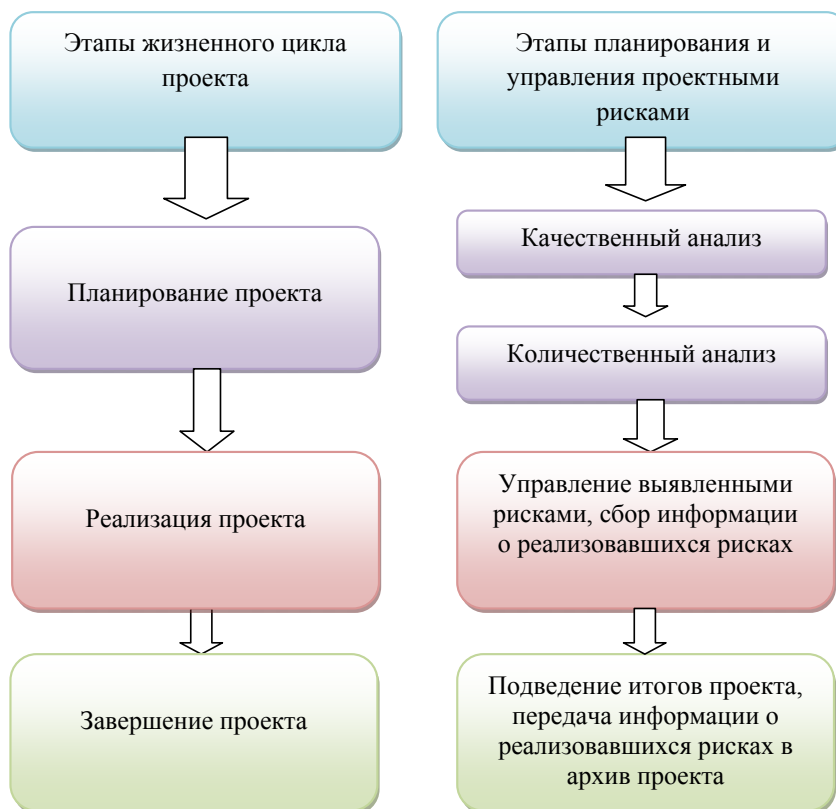 Этапы жизненного цикла
проекта
Этапы планирования и
управления проектными
рисками
Планирование проекта
Качественный анализ
Количественный анализ
Реализация проекта
Управление выявленными
рисками, сбор информации
о реализовавшихся рисках
Завершение проекта
Подведение итогов проекта,
передача информации о
реализовавшихся рисках в
архив проекта